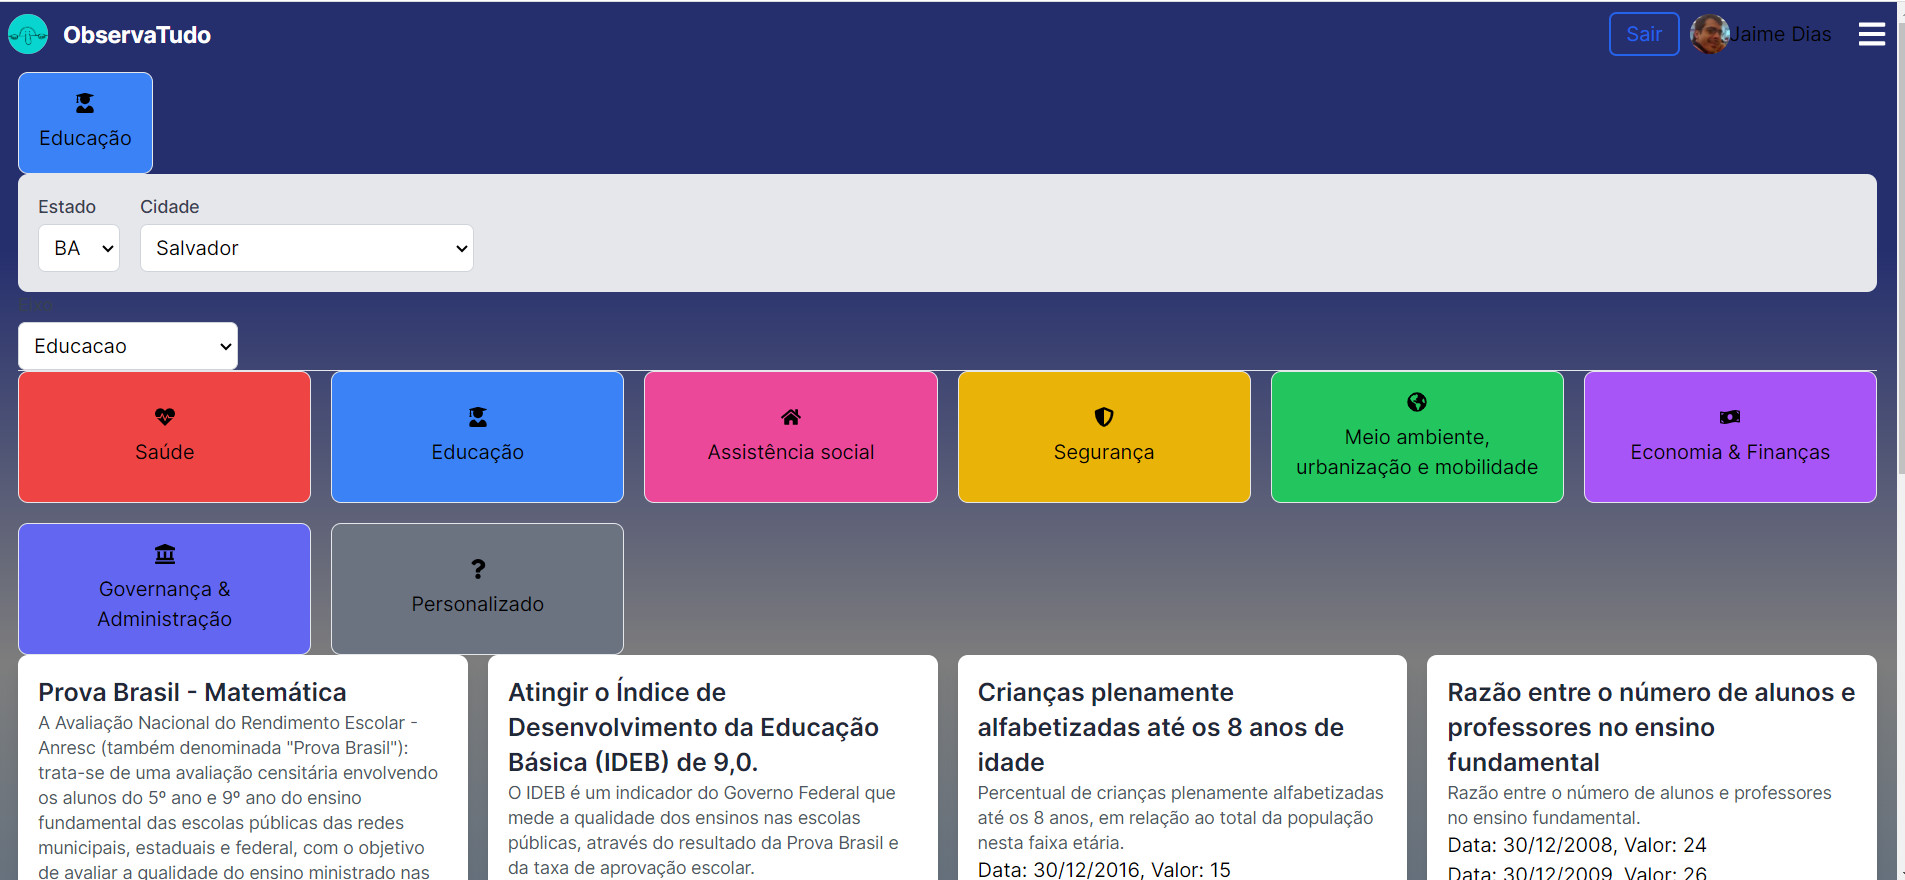 ObservaTudo
Sair
Jaime Dias
Educação
Estado
Cidade
BA
Salvador
Eixo
Educacao
Saúde
Educação
Assistência social
Segurança
Meio ambiente,
urbanização e mobilidade
Economia & Finanças
Governança &
Administração
Personalizado
Prova Brasil - Matemática
A Avaliação Nacional do Rendimento Escolar -
Anresc (também denominada "Prova Brasil"):
trata-se de uma avaliação censitária envolvendo
os alunos do 5º ano e 9º ano do ensino
fundamental das escolas públicas das redes
municipais, estaduais e federal, com o objetivo
de avaliar a qualidade do ensino ministrado nas
Atingir o Índice de
Desenvolvimento da Educação
Básica (IDEB) de 9,0.
O IDEB é um indicador do Governo Federal que
mede a qualidade dos ensinos nas escolas
públicas, através do resultado da Prova Brasil e
da taxa de aprovação escolar.
Crianças plenamente
alfabetizadas até os 8 anos de
idade
Percentual de crianças plenamente alfabetizadas
até os 8 anos, em relação ao total da população
nesta faixa etária.
Data: 30/12/2016, Valor: 15
Razão entre o número de alunos e
professores no ensino
fundamental
Razão entre o número de alunos e professores
no ensino fundamental.
Data: 30/12/2008, Valor: 24
Data: 30/12/2009, Valor: 26